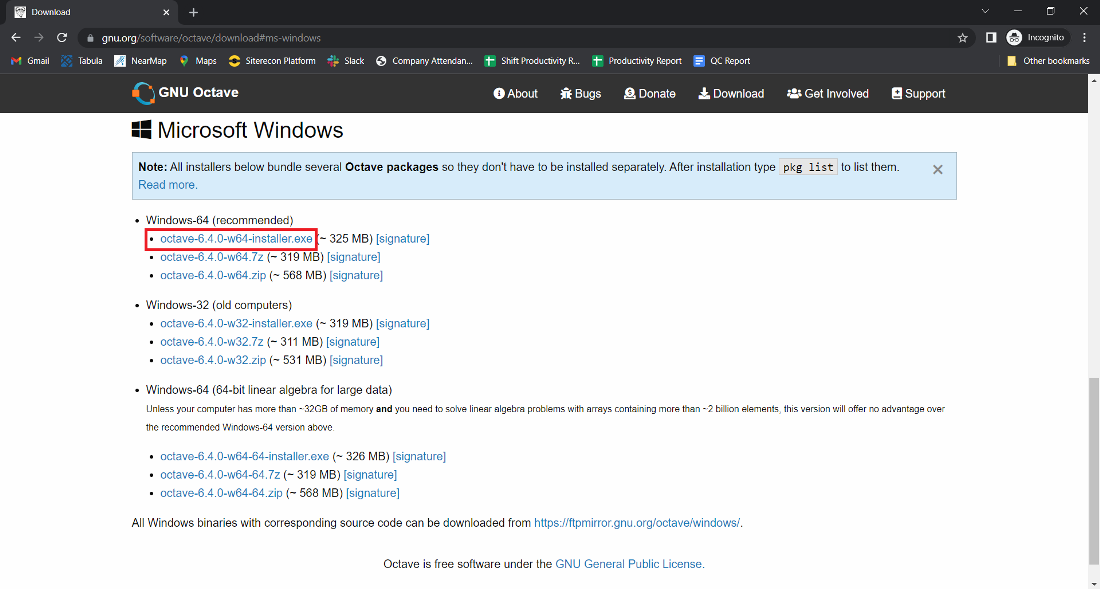 Download
gnu.org/software/octave/download#ms-windows
Incognito
Gmail Tabula NearMap Maps Siterecon Platform Slack Company Attendan... Shift Productivity R... Productivity Report QC Report Other bookmarks
GNU Octave About Bugs Donate Download Get Involved Support
Microsoft Windows
Note: All installers below bundle several Octave packages so they don't have to be installed separately. After installation type pkg list to list them.
Read more.
Windows-64 (recommended)
octave-6.4.0-w64-installer.exe (~ 325 MB) [signature]
octave-6.4.0-w64.7z (~ 319 MB) [signature]
octave-6.4.0-w64.zip (~ 568 MB) [signature]
Windows-32 (old computers)
octave-6.4.0-w32-installer.exe (~ 319 MB) [signature]
octave-6.4.0-w32.7z (~ 311 MB) [signature]
octave-6.4.0-w32.zip (~ 531 MB) [signature]
Windows-64 (64-bit linear algebra for large data)
Unless your computer has more than ~32GB of memory and you need to solve linear algebra problems with arrays containing more than ~2 billion elements, this version will offer no advantage over
the recommended Windows-64 version above.
octave-6.4.0-w64-64-installer.exe (~ 326 MB) [signature]
octave-6.4.0-w64-64.7z (~ 319 MB) [signature]
octave-6.4.0-w64-64.zip (~ 568 MB) [signature]
All Windows binaries with corresponding source code can be downloaded from https://ftpmirror.gnu.org/octave/windows/.
Octave is free software under the GNU General Public License.